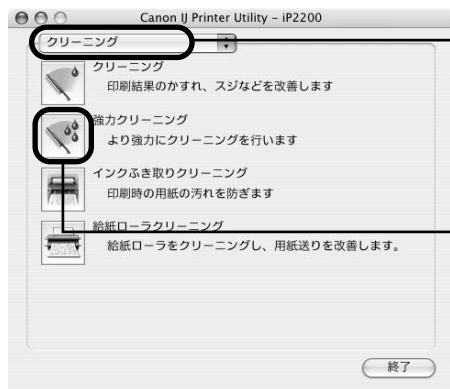 Canon IJ Printer Utility – iP2200
クリーニング
クリーニング
印刷結果のかすれ、スジなどを改善します
強力クリーニング
より強力にクリーニングを行います
インクふき取りクリーニング
印刷時の用紙の汚れを防ぎます
給紙ローラクリーニング
給紙ローラをクリーニングし、用紙送りを改善します。
終了